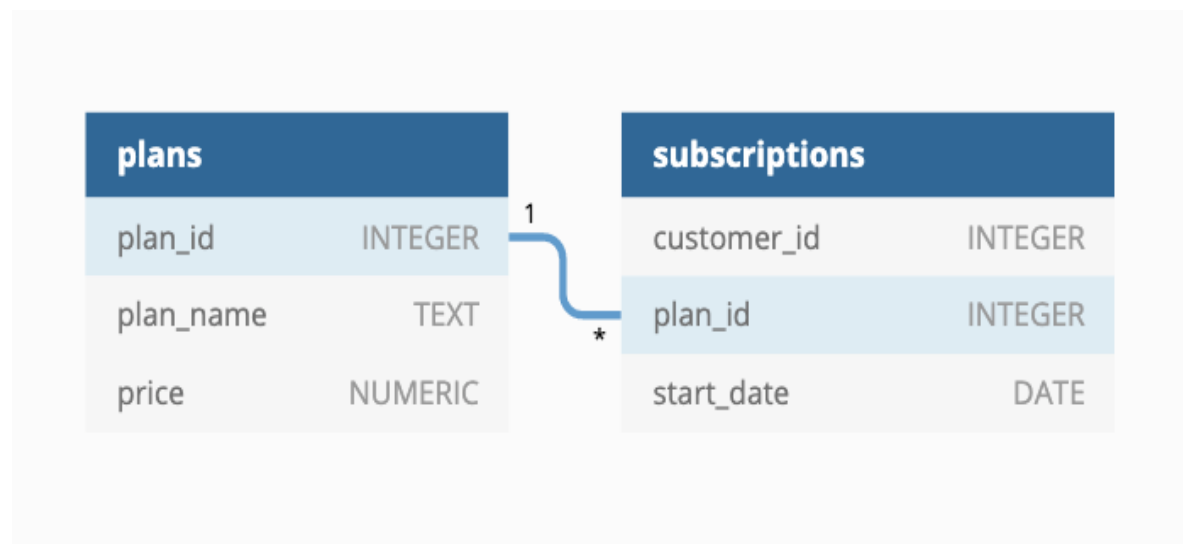 plans
plan_id INTEGER
plan_name TEXT
price NUMERIC
1
*
subscriptions
customer_id INTEGER
plan_id INTEGER
start_date DATE